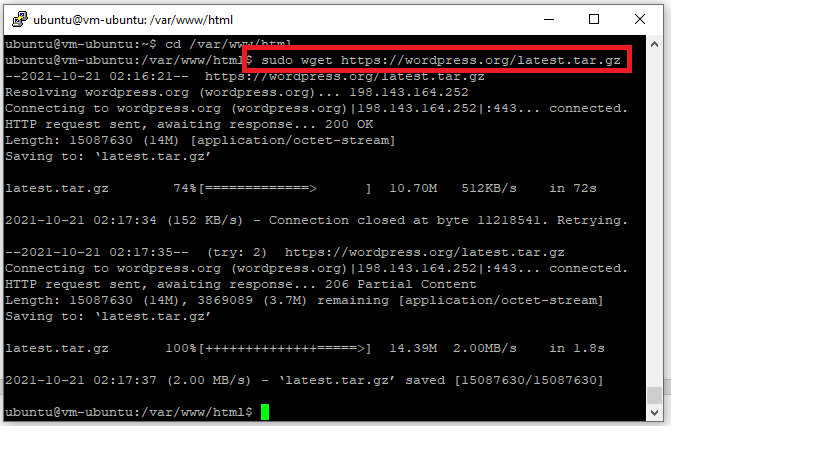 ubuntu@vm-ubuntu: /var/www/html
ubuntu@vm-ubuntu:~$ cd /var/www/html
ubuntu@vm-ubuntu:/var/www/html$ sudo wget https://wordpress.org/latest.tar.gz
--2021-10-21 02:16:21--  https://wordpress.org/latest.tar.gz
Resolving wordpress.org (wordpress.org)... 198.143.164.252
Connecting to wordpress.org (wordpress.org)|198.143.164.252|:443... connected.
HTTP request sent, awaiting response... 200 OK
Length: 15087630 (14M) [application/octet-stream]
Saving to: ‘latest.tar.gz’
latest.tar.gz        74%[=============>      ]  10.70M   512KB/s    in 72s
2021-10-21 02:17:34 (152 KB/s) - Connection closed at byte 11218541. Retrying.
--2021-10-21 02:17:35--  (try: 2)  https://wordpress.org/latest.tar.gz
Connecting to wordpress.org (wordpress.org)|198.143.164.252|:443... connected.
HTTP request sent, awaiting response... 206 Partial Content
Length: 15087630 (14M), 3869089 (3.7M) remaining [application/octet-stream]
Saving to: ‘latest.tar.gz’
latest.tar.gz       100%[++++++++++++++=====>]  14.39M  2.00MB/s    in 1.8s
2021-10-21 02:17:37 (2.00 MB/s) - ‘latest.tar.gz’ saved [15087630/15087630]
ubuntu@vm-ubuntu:/var/www/html$